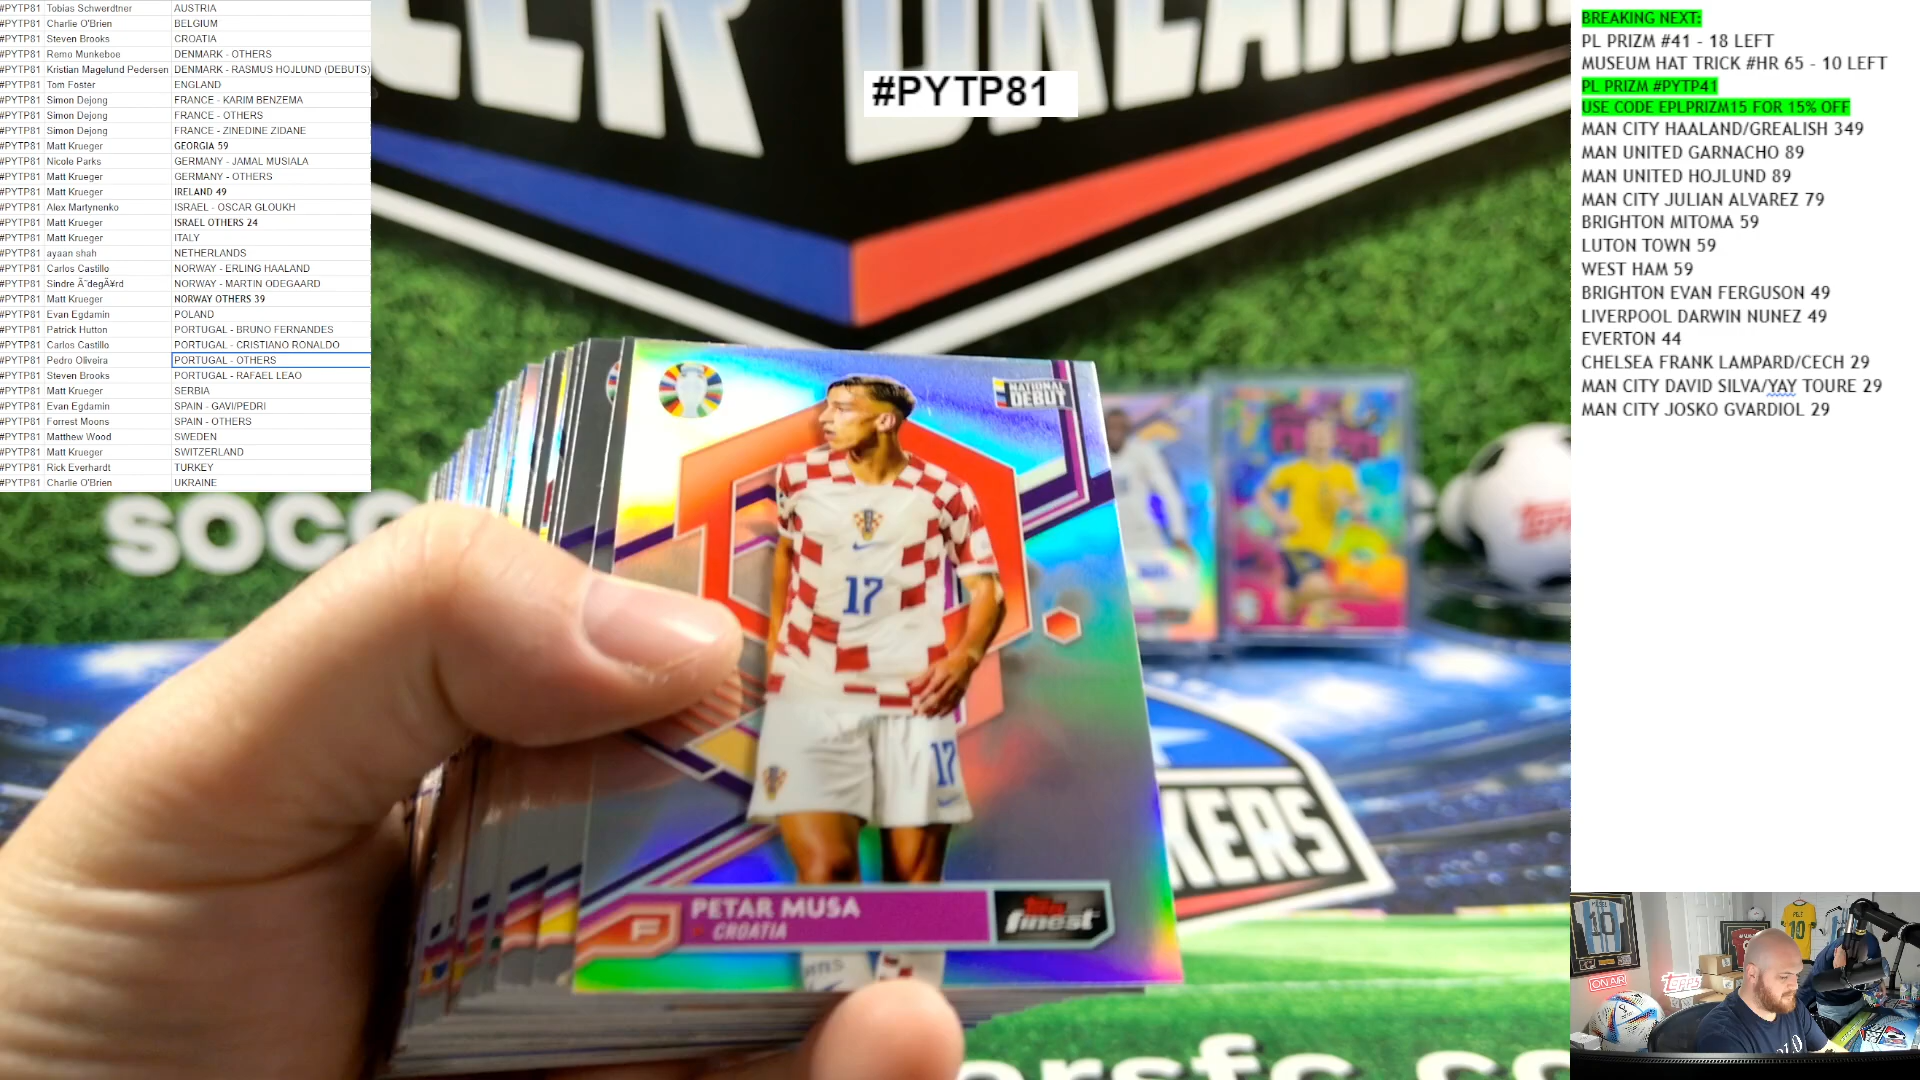 #PYTP81 Tobias Schwerdtner AUSTRIA
#PYTP81 Charlie O'Brien BELGIUM
#PYTP81 Steven Brooks CROATIA
#PYTP81 Remo Munkeboe DENMARK - OTHERS
#PYTP81 Kristian Magelund Pedersen DENMARK - RASMUS HOJLUND (DEBUTS)
#PYTP81 Tom Foster ENGLAND
#PYTP81 Simon Dejong FRANCE - KARIM BENZEMA
#PYTP81 Simon Dejong FRANCE - OTHERS
#PYTP81 Simon Dejong FRANCE - ZINEDINE ZIDANE
#PYTP81 Matt Krueger GEORGIA 59
#PYTP81 Nicole Parks GERMANY - JAMAL MUSIALA
#PYTP81 Matt Krueger GERMANY - OTHERS
#PYTP81 Matt Krueger IRELAND 49
#PYTP81 Alex Martynenko ISRAEL - OSCAR GLOUKH
#PYTP81 Matt Krueger ISRAEL OTHERS 24
#PYTP81 Matt Krueger ITALY
#PYTP81 ayaan shah NETHERLANDS
#PYTP81 Carlos Castillo NORWAY - ERLING HAALAND
#PYTP81 Sindre Ã˜degÃ¥rd NORWAY - MARTIN ODEGAARD
#PYTP81 Matt Krueger NORWAY OTHERS 39
#PYTP81 Evan Egdamin POLAND
#PYTP81 Patrick Hutton PORTUGAL - BRUNO FERNANDES
#PYTP81 Carlos Castillo PORTUGAL - CRISTIANO RONALDO
#PYTP81 Pedro Oliveira PORTUGAL - OTHERS
#PYTP81 Steven Brooks PORTUGAL - RAFAEL LEAO
#PYTP81 Matt Krueger SERBIA
#PYTP81 Evan Egdamin SPAIN - GAVI/PEDRI
#PYTP81 Forrest Moons SPAIN - OTHERS
#PYTP81 Matthew Wood SWEDEN
#PYTP81 Matt Krueger SWITZERLAND
#PYTP81 Rick Everhardt TURKEY
#PYTP81 Charlie O'Brien UKRAINE
#PYTP81
BREAKING NEXT:
PL PRIZM #41 - 18 LEFT
MUSEUM HAT TRICK #HR 65 - 10 LEFT
PL PRIZM #PYTP41
USE CODE EPLPRIZM15 FOR 15% OFF
MAN CITY HAALAND/GREALISH 349
MAN UNITED GARNACHO 89
MAN UNITED HOJLUND 89
MAN CITY JULIAN ALVAREZ 79
BRIGHTON MITOMA 59
LUTON TOWN 59
WEST HAM 59
BRIGHTON EVAN FERGUSON 49
LIVERPOOL DARWIN NUNEZ 49
EVERTON 44
CHELSEA FRANK LAMPARD/CECH 29
MAN CITY DAVID SILVA/YAY TOURE 29
MAN CITY JOSKO GVARDIOL 29
NATIONAL
DEBUT
17
17
PETAR MUSA
F CROATIA
Topps
finest
SOCC
KERS
ersfc.co
ON AIR
TOPPS
10
PELE
10